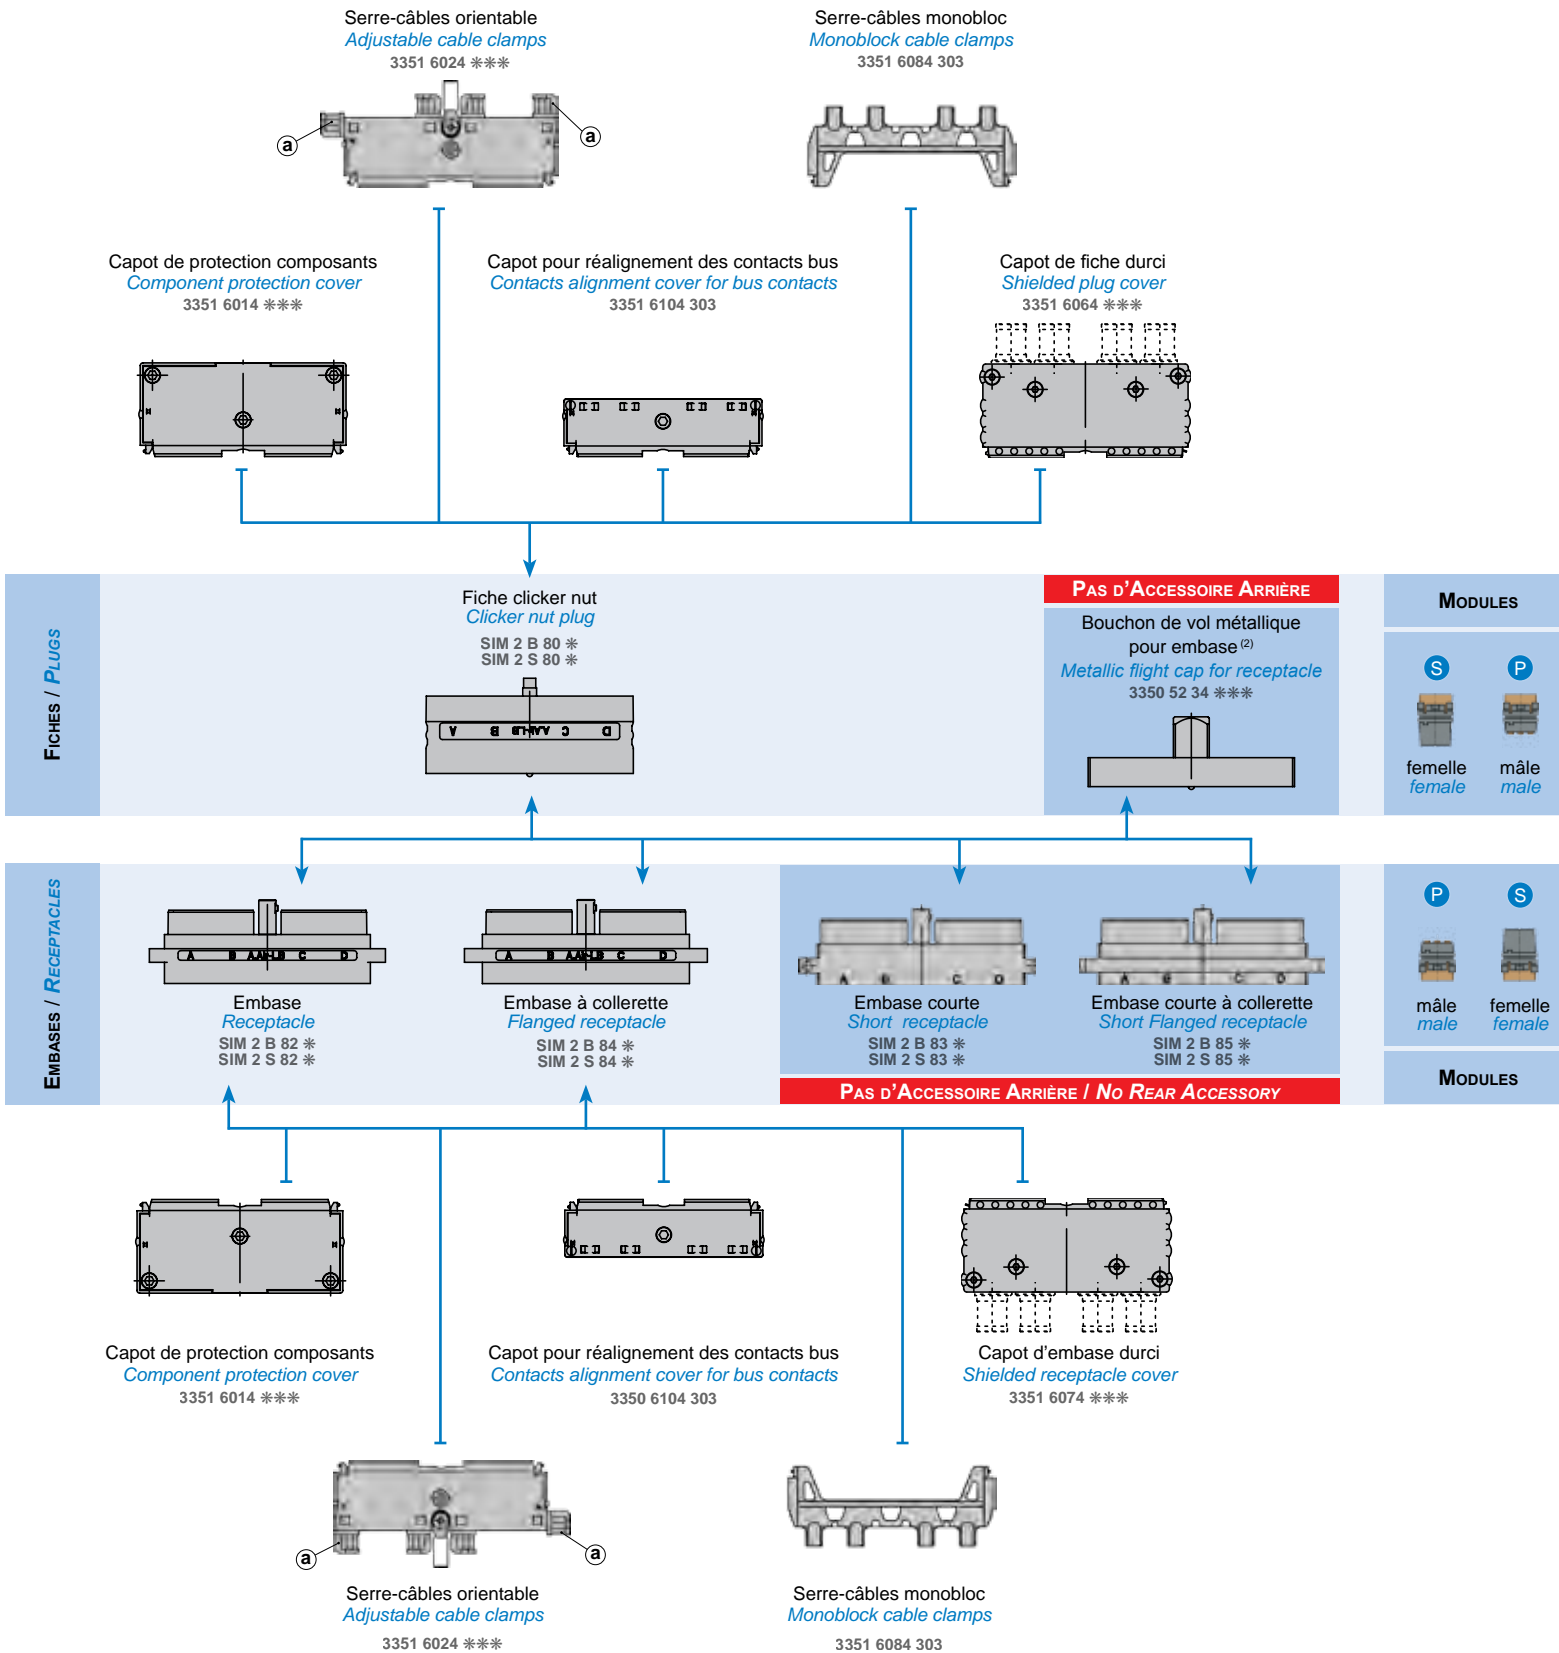 Serre-câbles orientable
Adjustable cable clamps
3351 6024 ❋❋❋
Serre-câbles monobloc
Monoblock cable clamps
3351 6084 303
a
a
Capot de protection composants
Component protection cover
3351 6014 ❋❋❋
Capot pour réalignement des contacts bus
Contacts alignment cover for bus contacts
3351 6104 303
Capot de fiche durci
Shielded plug cover
3351 6064 ❋❋❋
FICHES / PLUGS
Fiche clicker nut
Clicker nut plug
SIM 2 B 80 ❋
SIM 2 S 80 ❋
A B C D
PAS D'ACCESSOIRE ARRIÈRE
Bouchon de vol métallique
pour embase (2)
Metallic flight cap for receptacle
3350 52 34 ❋❋❋
MODULES
S P
femelle mâle
female male
EMBASES / RECEPTACLES
A B C D
Embase
Receptacle
SIM 2 B 82 ❋
SIM 2 S 82 ❋
A B C D
Embase à collerette
Flanged receptacle
SIM 2 B 84 ❋
SIM 2 S 84 ❋
A B C D
Embase courte
Short receptacle
SIM 2 B 83 ❋
SIM 2 S 83 ❋
A B C D
Embase courte à collerette
Short Flanged receptacle
SIM 2 B 85 ❋
SIM 2 S 85 ❋
PAS D'ACCESSOIRE ARRIÈRE / NO REAR ACCESSORY
P S
mâle femelle
male female
MODULES
Capot de protection composants
Component protection cover
3351 6014 ❋❋❋
Capot pour réalignement des contacts bus
Contacts alignment cover for bus contacts
3350 6104 303
Capot d'embase durci
Shielded receptacle cover
3351 6074 ❋❋❋
a
a
Serre-câbles orientable
Adjustable cable clamps
3351 6024 ❋❋❋
Serre-câbles monobloc
Monoblock cable clamps
3351 6084 303